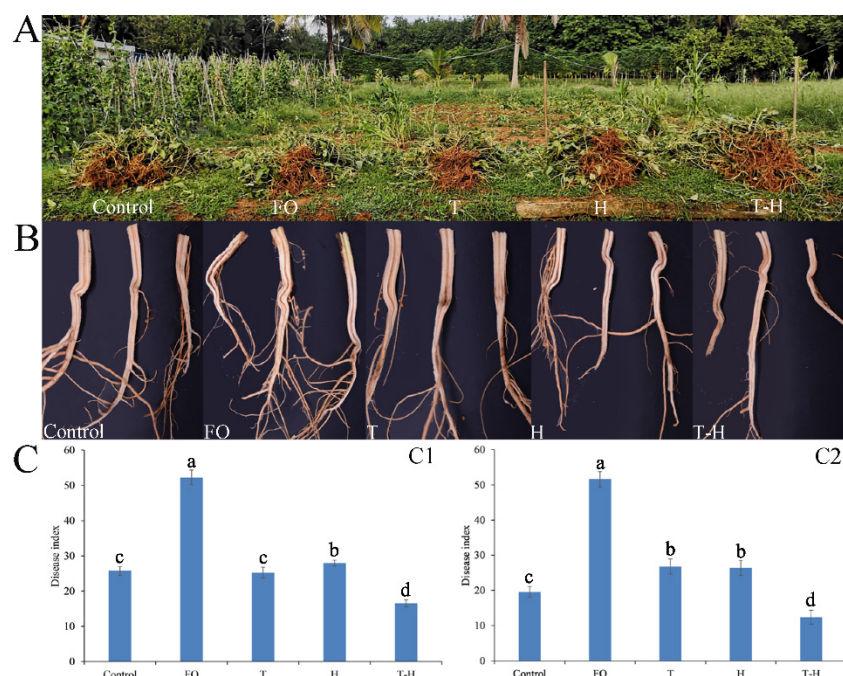 A
Control FO T H T-H
B
Control FO T H T-H
C
C1
60
50
40
30
20
10
0
Disease index
c a c b d
Control FO T H T-H
C2
60
50
40
30
20
10
0
Disease index
c a b b d
Control FO T H T-H